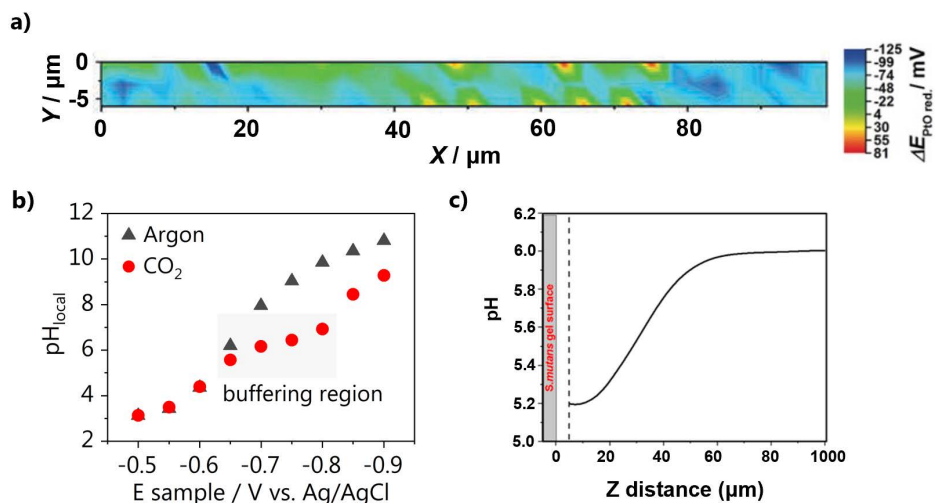 a)
Y / µm
0
-5
0
20
40
60
80
X / µm
-125
-99
-74
-48
-22
4
30
55
81
ΔE PtO red. / mV
b)
pHlocal
12
10
8
6
4
2
Argon
CO2
buffering region
-0.5
-0.6
-0.7
-0.8
-0.9
E sample / V vs. Ag/AgCl
c)
pH
6.2
6.0
5.8
5.6
5.4
5.2
5.0
S.mutans gel surface
0
20
40
60
80
1000
Z distance (µm)